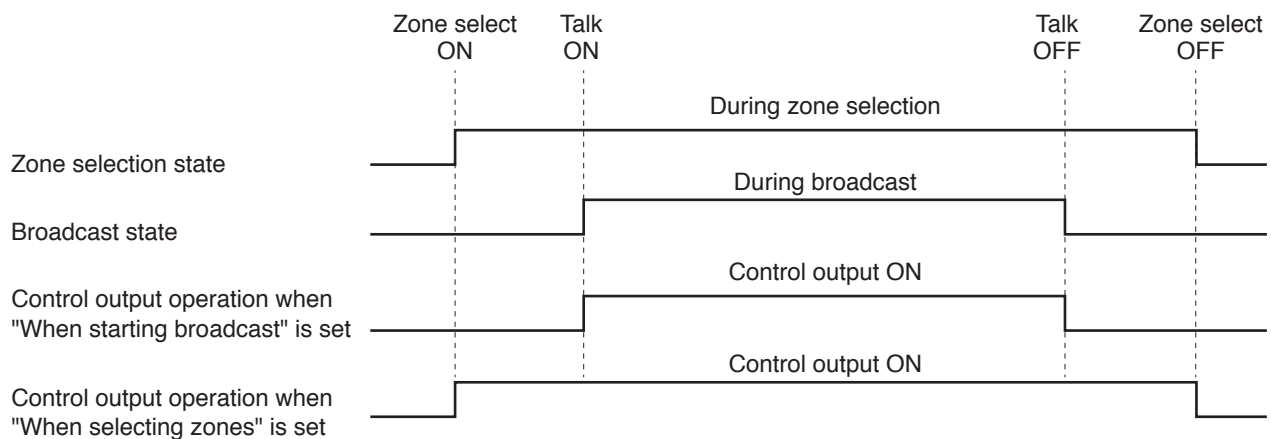 Zone select
ON
Talk
ON
Talk
OFF
Zone select
OFF
During zone selection
Zone selection state
During broadcast
Broadcast state
Control output ON
Control output operation when
"When starting broadcast" is set
Control output ON
Control output operation when
"When selecting zones" is set